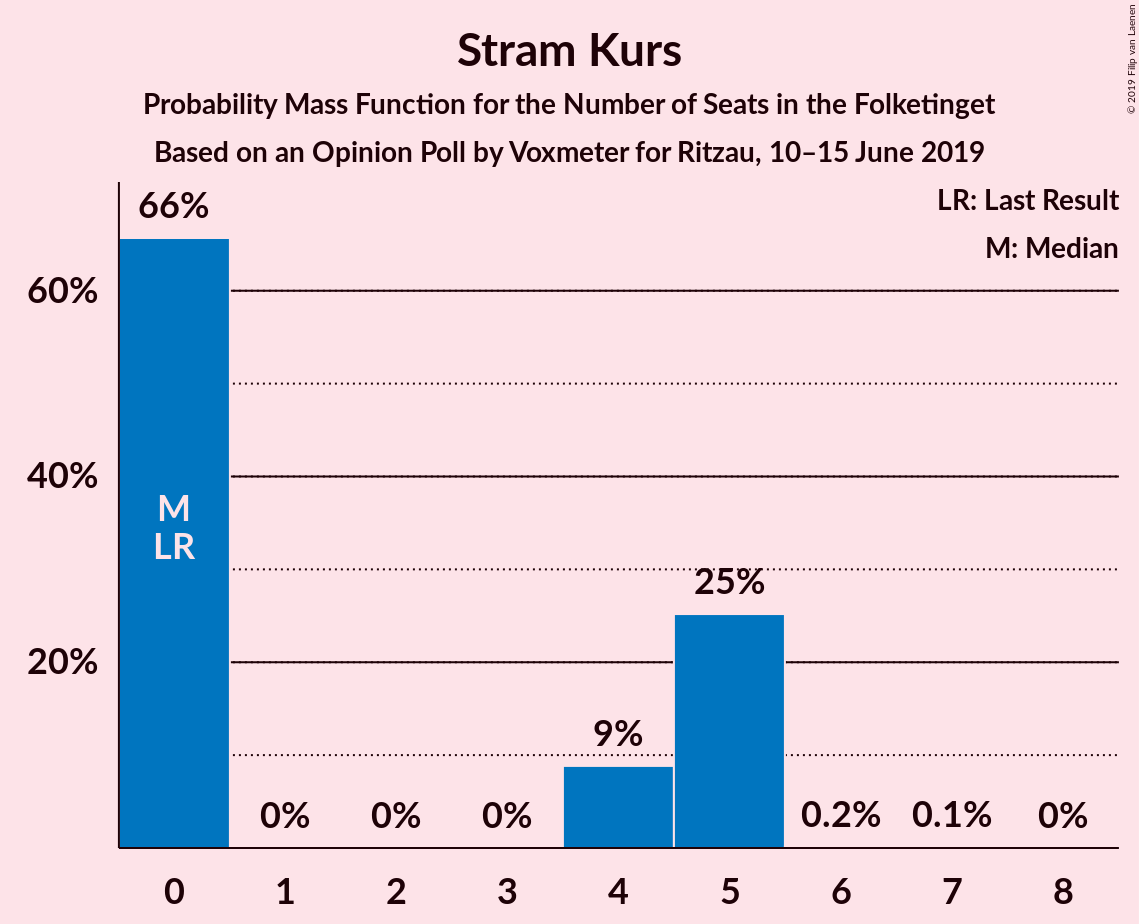 Stram Kurs
Probability Mass Function for the Number of Seats in the Folketinget
Based on an Opinion Poll by Voxmeter for Ritzau, 10–15 June 2019
© 2019 Filip van Laenen
LR: Last Result
M: Median
66%
60%
40%
20%
M
LR
0%
0%
0%
9%
25%
0.2%
0.1%
0%
0
1
2
3
4
5
6
7
8